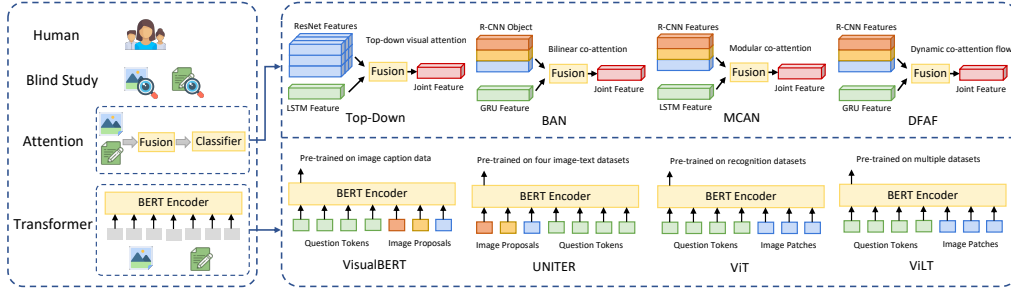 Human
Blind Study
Attention
Fusion
Classifier
Transformer
BERT Encoder
ResNet Features
Top-down visual attention
Fusion
Joint Feature
LSTM Feature
Top-Down
R-CNN Object
Bilinear co-attention
Fusion
Joint Feature
GRU Feature
BAN
R-CNN Features
Modular co-attention
Fusion
Joint Feature
LSTM Feature
MCAN
R-CNN Features
Dynamic co-attention flow
Fusion
Joint Feature
GRU Feature
DFAF
Pre-trained on image caption data
BERT Encoder
Question Tokens
Image Proposals
VisualBERT
Pre-trained on four image-text datasets
BERT Encoder
Image Proposals
Question Tokens
UNITER
Pre-trained on recognition datasets
BERT Encoder
Question Tokens
Image Patches
ViT
Pre-trained on multiple datasets
BERT Encoder
Question Tokens
Image Patches
ViLT